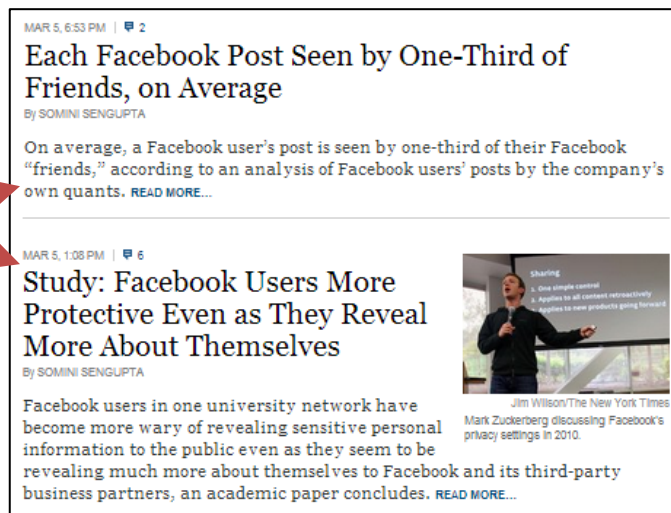 MAR 5, 6:53 PM | 2
Each Facebook Post Seen by One-Third of
Friends, on Average
By SOMINI SENGUPTA
On average, a Facebook user's post is seen by one-third of their Facebook
“friends,” according to an analysis of Facebook users’ posts by the company’s
own quants. READ MORE...
MAR 5, 1:08 PM | 6
Study: Facebook Users More
Protective Even as They Reveal
More About Themselves
By SOMINI SENGUPTA
Sharing
1. One simple control
2. Applies to all content retroactively
3. Applies to new products going forward
Jim Wilson/The New York Times
Mark Zuckerberg discussing Facebook's
privacy settings in 2010.
Facebook users in one university network have
become more wary of revealing sensitive personal
information to the public even as they seem to be
revealing much more about themselves to Facebook and its third-party
business partners, an academic paper concludes. READ MORE...